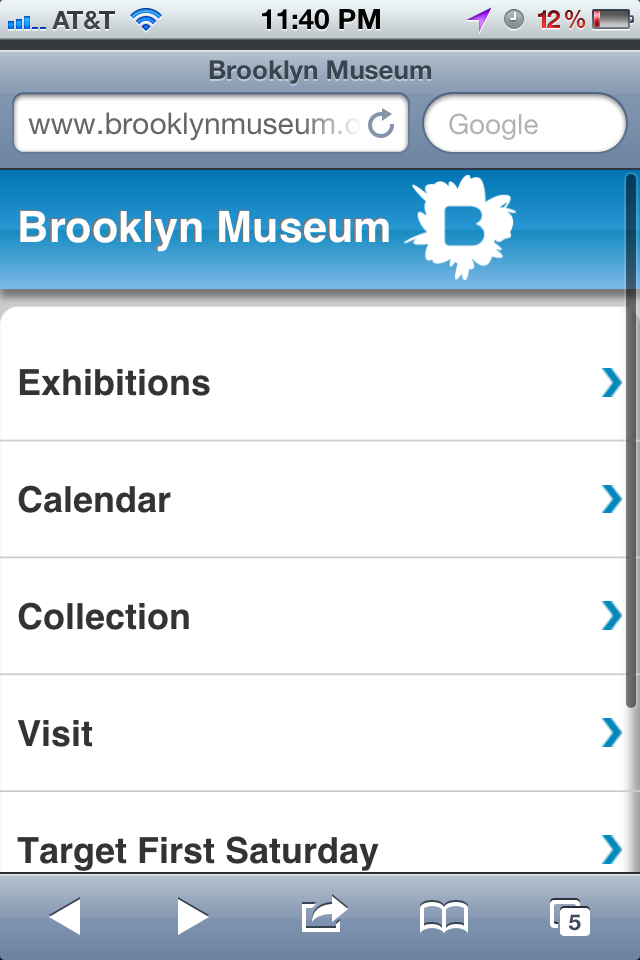 AT&T 11:40 PM 12%
Brooklyn Museum
www.brooklynmuseum.o Google
Brooklyn Museum B
Exhibitions
Calendar
Collection
Visit
Target First Saturday
5